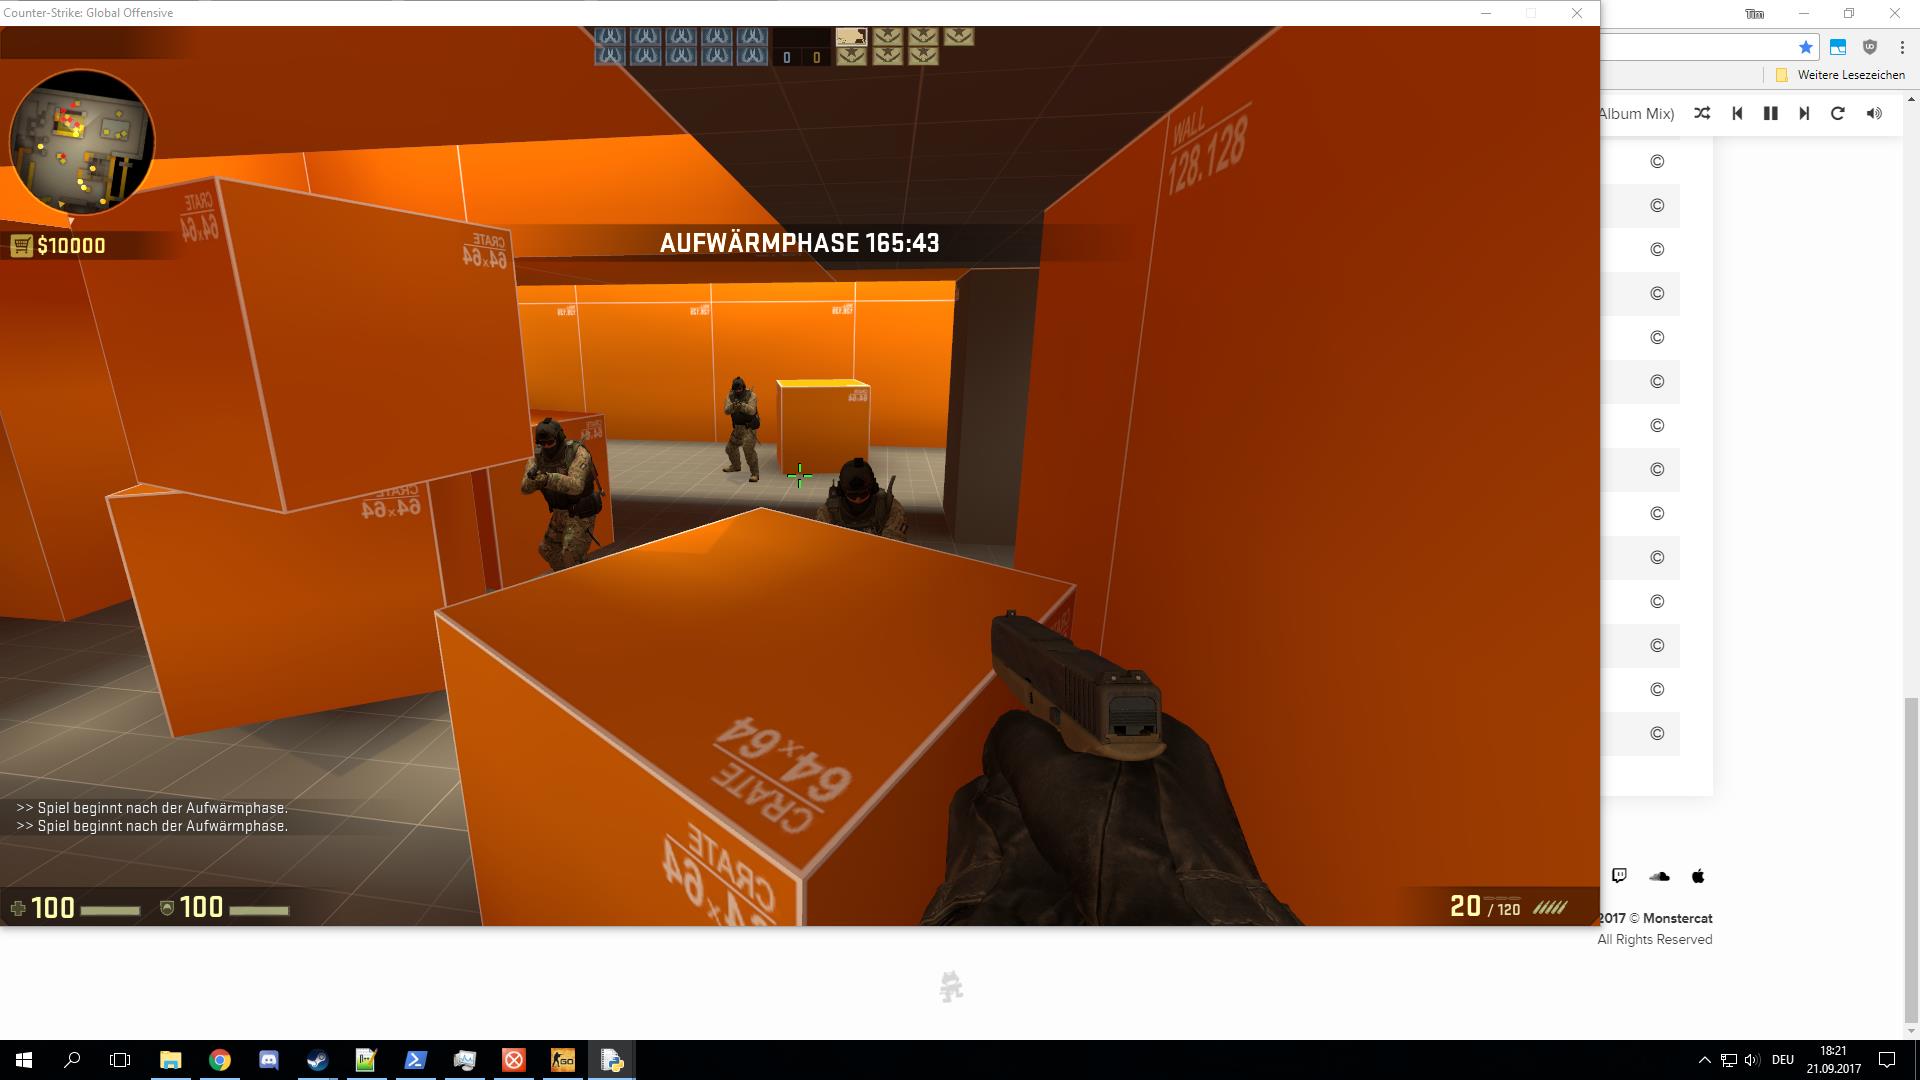 Counter-Strike: Global Offensive
Tim
Weitere Lesezeichen
Album Mix)
0 0
WALL
128.128
CRATE
64x64
CRATE
64x64
$10000
AUFWÄRMPHASE 165:43
CRATE
64x64
64x64
CRATE
CRATE
64x64
>> Spiel beginnt nach der Aufwärmphase.
>> Spiel beginnt nach der Aufwärmphase.
100 100
20 / 120
2017 © Monstercat
All Rights Reserved
GO
DEU
18:21
21.09.2017